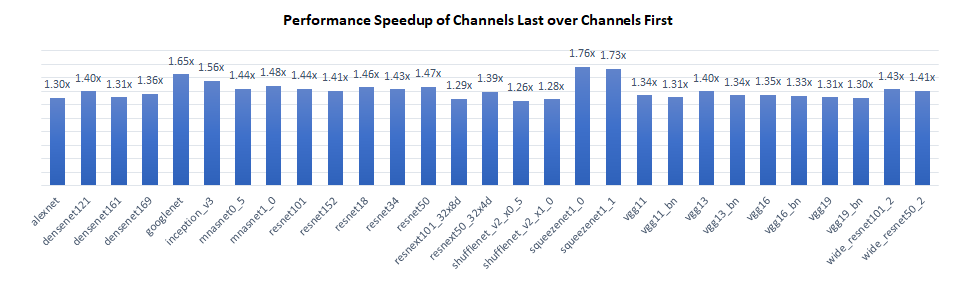 Performance Speedup of Channels Last over Channels First
1.30x
1.40x
1.31x
1.36x
1.65x
1.56x
1.44x
1.48x
1.44x
1.41x
1.46x
1.43x
1.47x
1.29x
1.39x
1.26x
1.28x
1.76x
1.73x
1.34x
1.31x
1.40x
1.34x
1.35x
1.33x
1.31x
1.30x
1.43x
1.41x
alexnet
densenet121
densenet161
densenet169
googlenet
inception_v3
mnasnet0_5
mnasnet1_0
resnet101
resnet152
resnet18
resnet34
resnet50
resnext101_32x8d
resnext50_32x4d
shufflenet_v2_x0_5
shufflenet_v2_x1_0
squeezenet1_0
squeezenet1_1
vgg11
vgg11_bn
vgg13
vgg13_bn
vgg16
vgg16_bn
vgg19
vgg19_bn
wide_resnet101_2
wide_resnet50_2